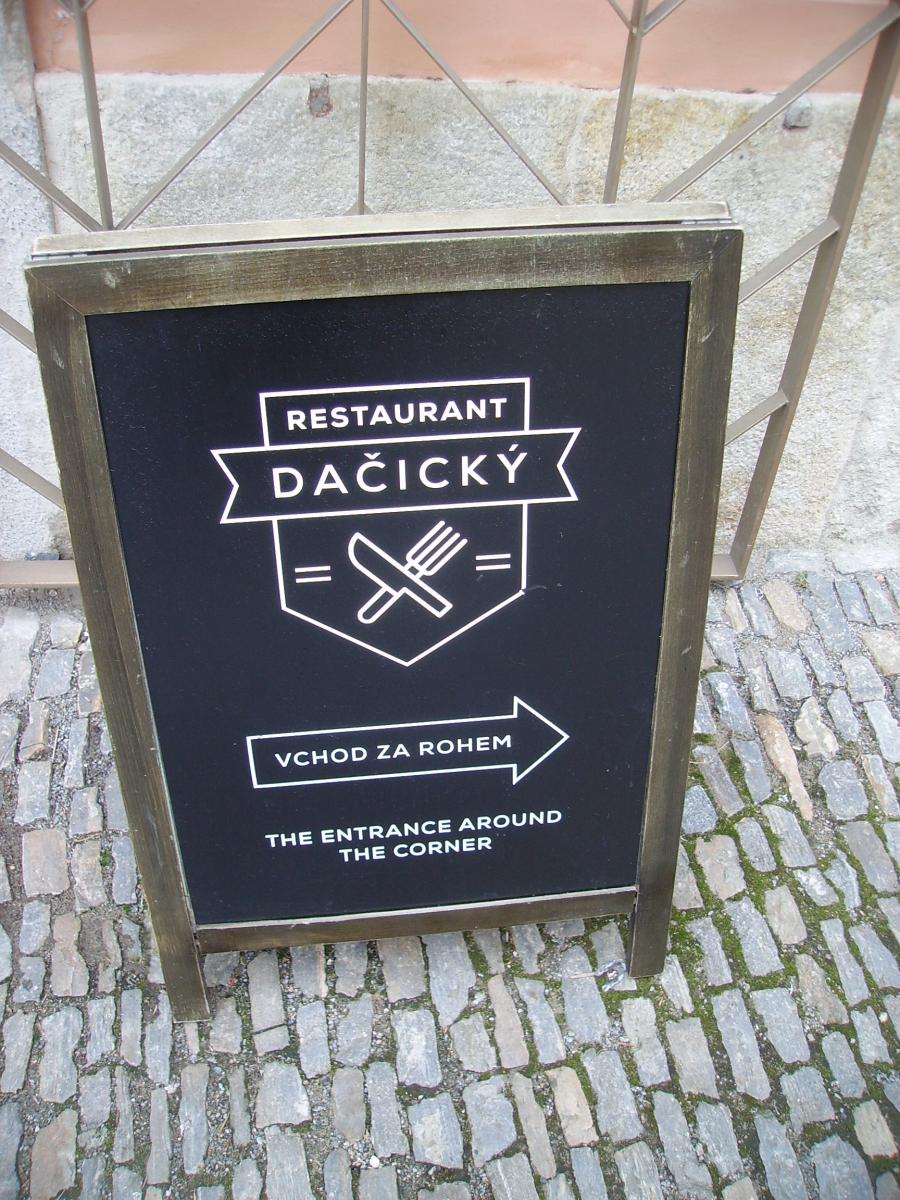 RESTAURANT
DAČICKÝ
VCHOD ZA ROHEM
THE ENTRANCE AROUND
THE CORNER